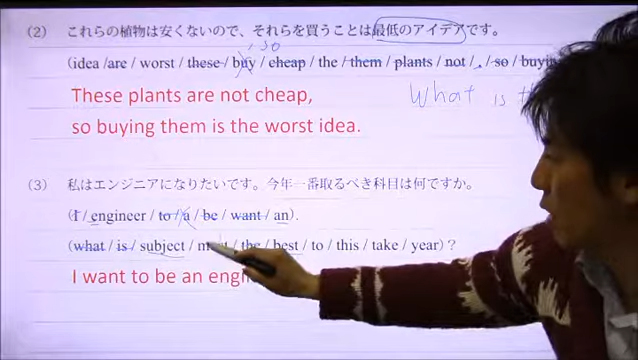 (2) これらの植物は安くないので、それらを買うことは最低のアイデアです。
so
(idea / are / worst / these / buy / cheap / the / them / plants / not / , / so / buyin
These plants are not cheap,
What is
so buying them is the worst idea.
(3) 私はエンジニアになりたいです。今年一番取るべき科目は何ですか。
(I / engineer / to / a / be / want / an).
(what / is / subject / / the / best / to / this / take / year)?
I want to be an